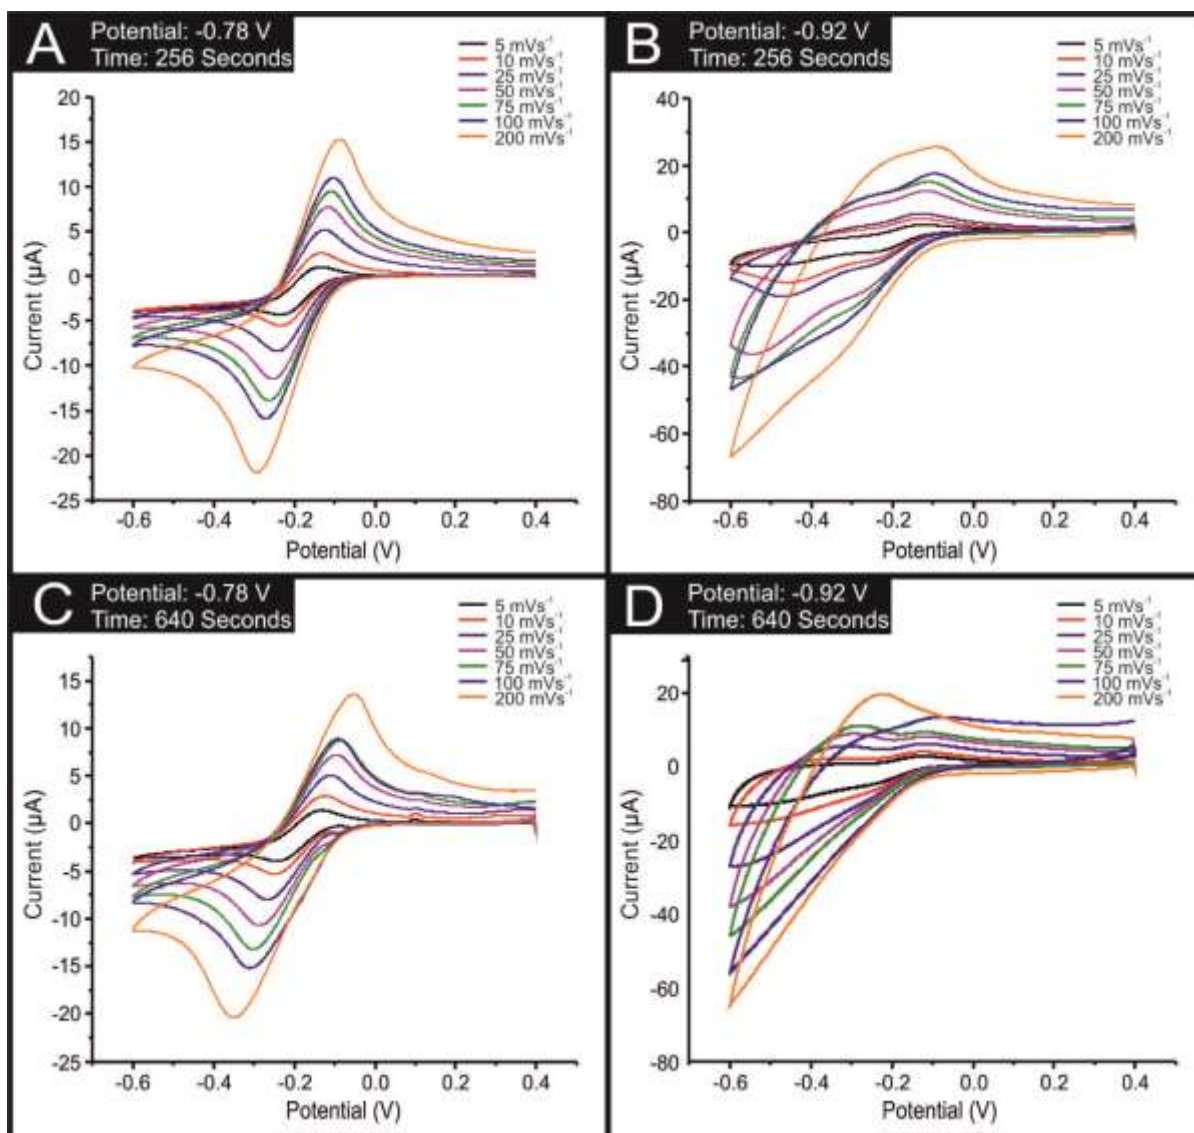 A
Potential: -0.78 V
Time: 256 Seconds
5 mVs⁻¹
10 mVs⁻¹
25 mVs⁻¹
50 mVs⁻¹
75 mVs⁻¹
100 mVs⁻¹
200 mVs⁻¹
20
15
10
5
0
-5
-10
-15
-20
-25
Current (µA)
-0.6 -0.4 -0.2 0.0 0.2 0.4
Potential (V)
B
Potential: -0.92 V
Time: 256 Seconds
5 mVs⁻¹
10 mVs⁻¹
25 mVs⁻¹
50 mVs⁻¹
75 mVs⁻¹
100 mVs⁻¹
200 mVs⁻¹
40
20
0
-20
-40
-60
-80
Current (µA)
-0.6 -0.4 -0.2 0.0 0.2 0.4
Potential (V)
C
Potential: -0.78 V
Time: 640 Seconds
5 mVs⁻¹
10 mVs⁻¹
25 mVs⁻¹
50 mVs⁻¹
75 mVs⁻¹
100 mVs⁻¹
200 mVs⁻¹
15
10
5
0
-5
-10
-15
-20
-25
Current (µA)
-0.6 -0.4 -0.2 0.0 0.2 0.4
Potential (V)
D
Potential: -0.92 V
Time: 640 Seconds
5 mVs⁻¹
10 mVs⁻¹
25 mVs⁻¹
50 mVs⁻¹
75 mVs⁻¹
100 mVs⁻¹
200 mVs⁻¹
20
0
-20
-40
-60
-80
Current (µA)
-0.6 -0.4 -0.2 0.0 0.2 0.4
Potential (V)